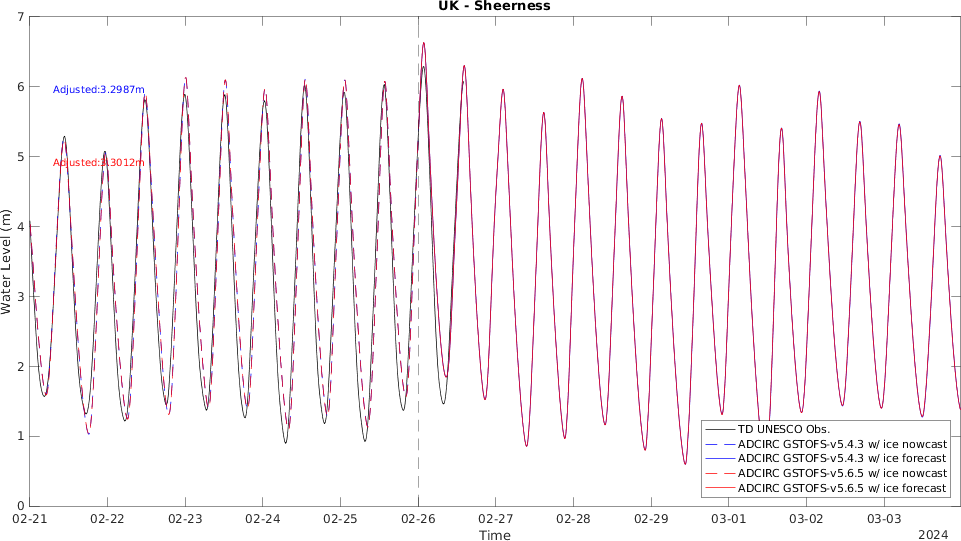 UK - Sheerness
7
6
5
4
3
2
1
0
Water Level (m)
Adjusted:3.2987m
Adjusted:3.3012m
TD UNESCO Obs.
ADCIRC GSTOFS-v5.4.3 w/ ice nowcast
ADCIRC GSTOFS-v5.4.3 w/ ice forecast
ADCIRC GSTOFS-v5.6.5 w/ ice nowcast
ADCIRC GSTOFS-v5.6.5 w/ ice forecast
02-21 02-22 02-23 02-24 02-25 02-26 02-27 02-28 02-29 03-01 03-02 03-03
Time
2024